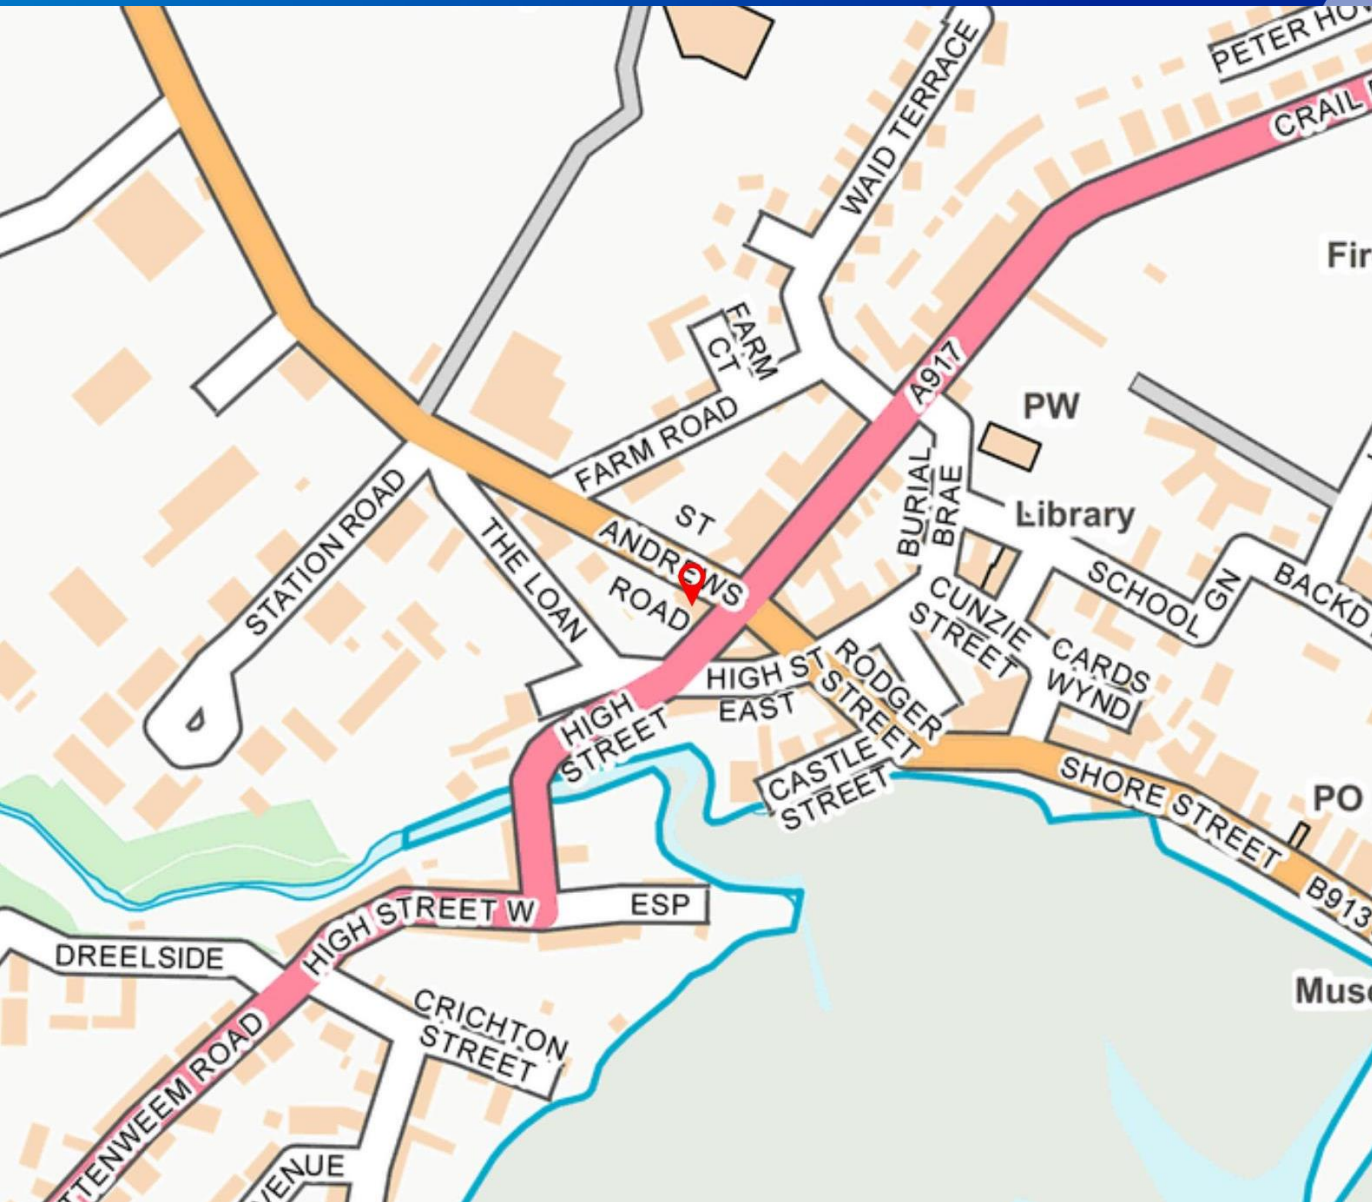 PETER HOW
CRAIL
WAID TERRACE
Fir
FARM
CT
A917
PW
FARM ROAD
BURIAL
BRAE
Library
ST
ANDREWS
ROAD
STATION ROAD
THE LOAN
SCHOOL
GN
BACKD
CUNZIE
STREET
CARDS
WYND
HIGH ST
EAST
RODGER
STREET
HIGH
STREET
CASTLE
STREET
SHORE STREET
PO
B913
ESP
HIGH STREET W
DREELSIDE
Muse
CRICHTON
STREET
TTENWEEM ROAD
VENUE